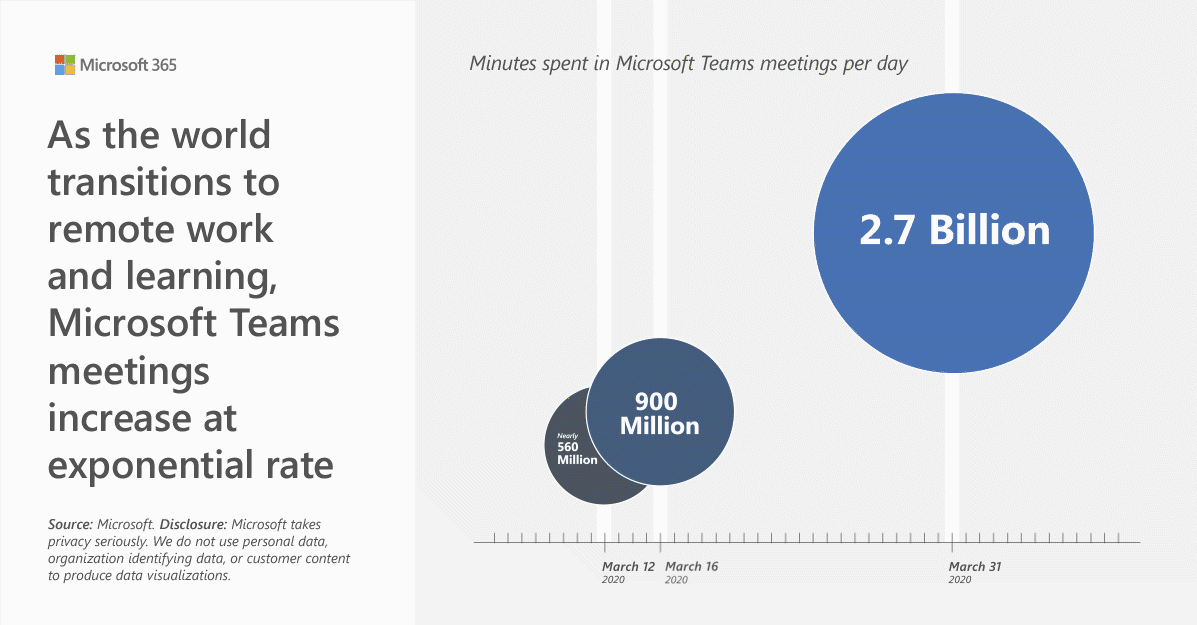 Microsoft 365
As the world
transitions to
remote work
and learning,
Microsoft Teams
meetings
increase at
exponential rate
Source: Microsoft. Disclosure: Microsoft takes
privacy seriously. We do not use personal data,
organization identifying data, or customer content
to produce data visualizations.
Minutes spent in Microsoft Teams meetings per day
2.7 Billion
900
Million
Nearly
560
Million
March 12
2020
March 16
2020
March 31
2020